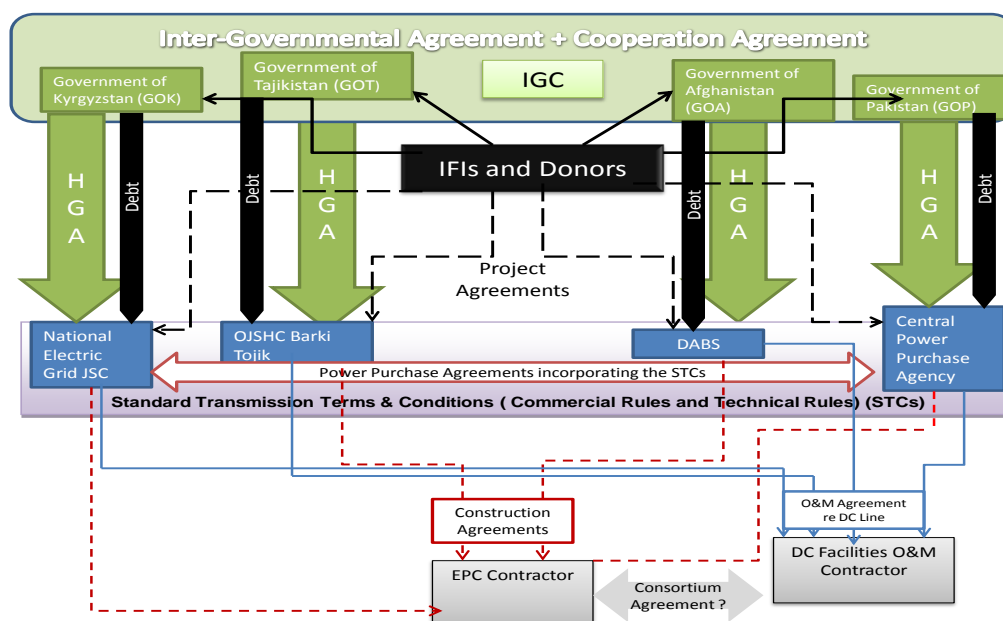 Inter-Governmental Agreement + Cooperation Agreement
Government of
Kyrgyzstan (GOK)
Government of
Tajikistan (GOT)
IGC
Government of
Afghanistan
(GOA)
Government of
Pakistan (GOP)
IFIs and Donors
H
G
A
Debt
Debt
H
G
A
Debt
H
G
A
H
G
A
Debt
Project
Agreements
National
Electric
Grid JSC
OJSHC Barki
Tojik
DABS
Central
Power
Purchase
Agency
Power Purchase Agreements incorporating the STCs
Standard Transmission Terms & Conditions ( Commercial Rules and Technical Rules) (STCs)
Construction
Agreements
O&M Agreement
re DC Line
EPC Contractor
Consortium
Agreement ?
DC Facilities O&M
Contractor